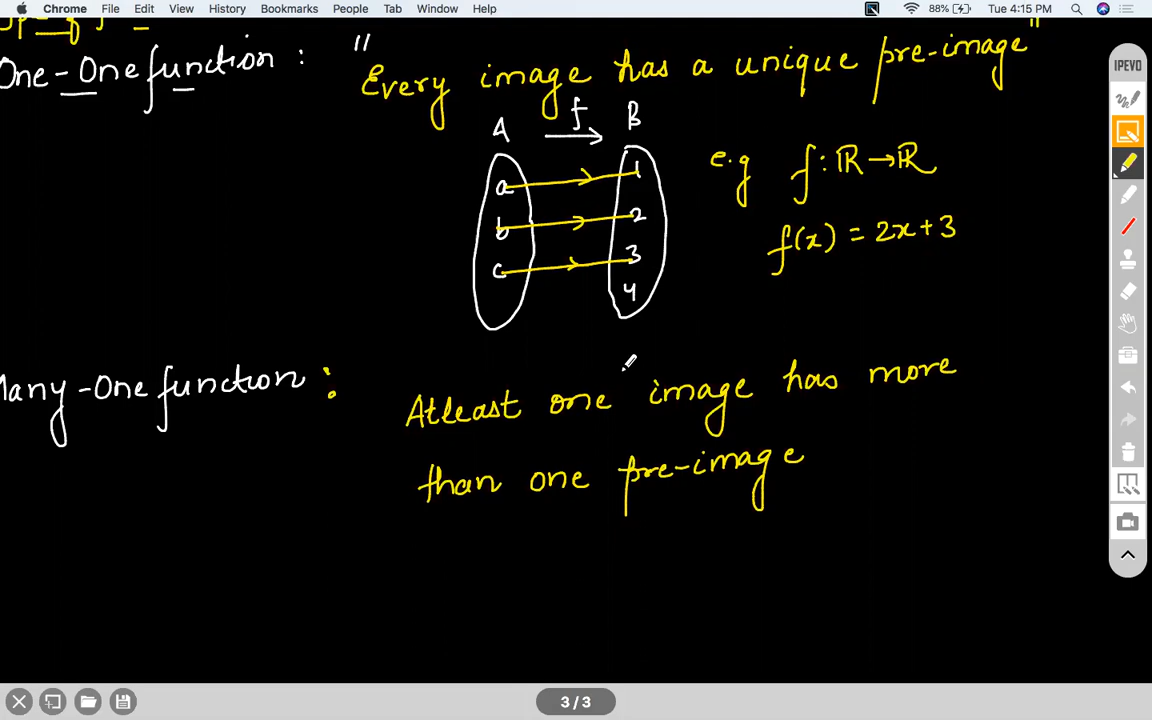 Chrome File Edit View History Bookmarks People Tab Window Help 88% Tue 4:15 PM
One-One function : "Every image has a unique pre-image"
IPEVO
A f B
a 1
b 2
c 3
4
e.g f: ℝ→ℝ
f(x) = 2x+3
Many-One function : Atleast one image has more
than one pre-image
3 / 3